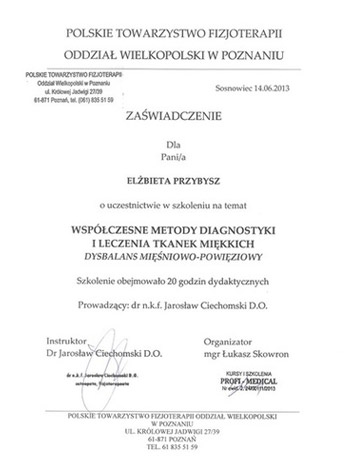 POLSKIE TOWARZYSTWO FIZJOTERAPII
ODDZIAŁ WIELKOPOLSKI W POZNANIU
POLSKIE TOWARZYSTWO FIZJOTERAPII
Oddział Wielkopolski w Poznaniu
ul. Królowej Jadwigi 27/39
61-871 Poznań, tel. (061) 835 51 59
Sosnowiec 14.06.2013
ZAŚWIADCZENIE
Dla
Pani/a
ELŻBIETA PRZYBYSZ
o uczestnictwie w szkoleniu na temat
WSPÓŁCZESNE METODY DIAGNOSTYKI
I LECZENIA TKANEK MIĘKKICH
DYSBALANS MIĘŚNIOWO-POWIĘZIOWY
Szkolenie obejmowało 20 godzin dydaktycznych
Prowadzący: dr n.k.f. Jarosław Ciechomski D.O.
Instruktor
Dr Jarosław Ciechomski D.O.
Organizator
mgr Łukasz Skowron
dr n.k.f. Jarosław Ciechomski D.O.
osteopata, fizjoterapeuta
KURSY I SZKOLENIA
PROFI-MEDICAL
POLSKIE TOWARZYSTWO FIZJOTERAPII ODDZIAŁ WIELKOPOLSKI
W POZNANIU
UL. KRÓLOWEJ JADWIGI 27/39
61-871 POZNAŃ
TEL. 61 835 51 59